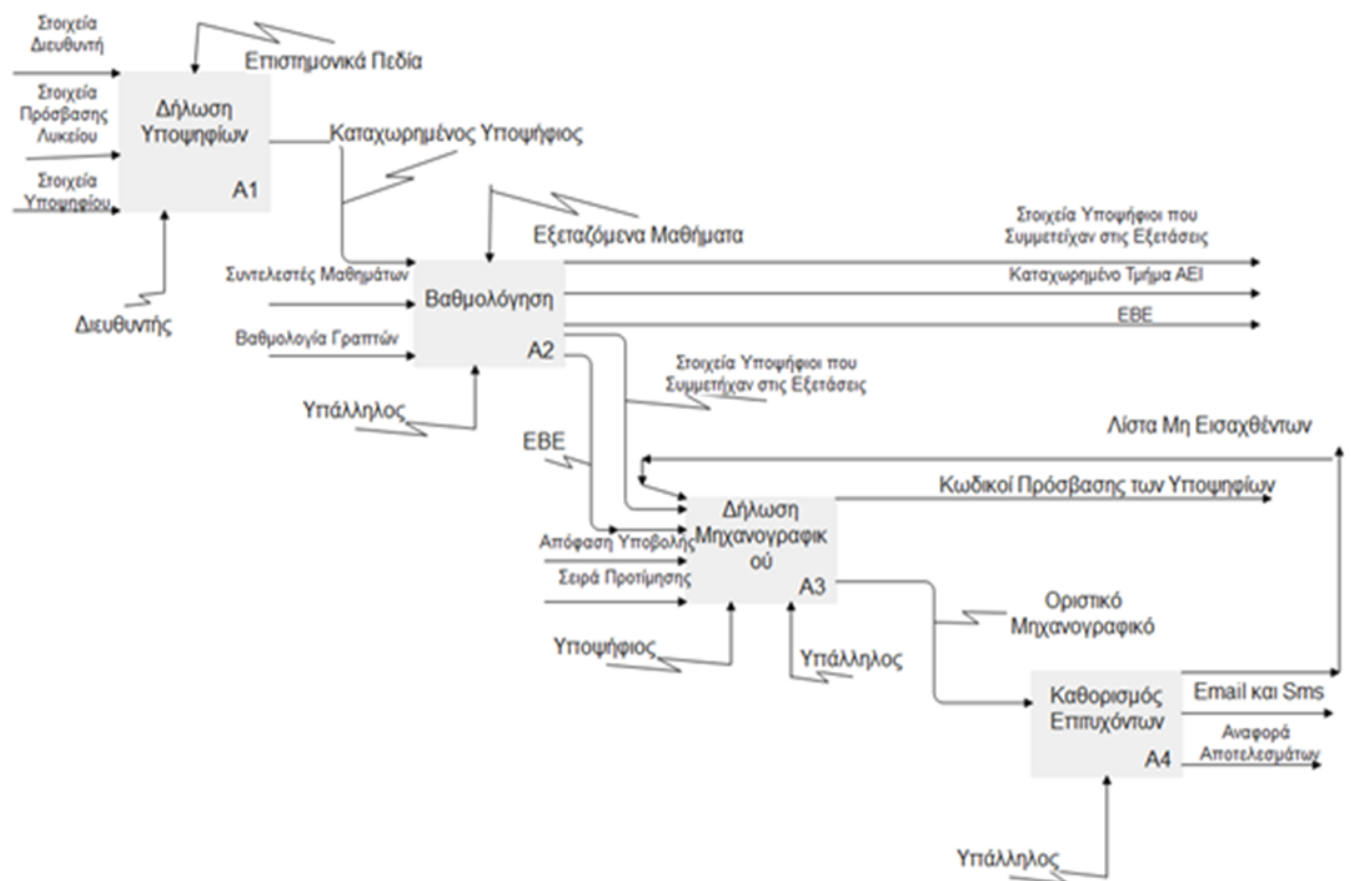 Στοιχεία
Διευθυντή
Επιστημονικά Πεδία
Στοιχεία
Πρόσβασης
Λυκείου
Δήλωση
Υποψηφίων
Καταχωρημένος Υποψήφιος
Στοιχεία
Υποψηφίου
A1
Εξεταζόμενα Μαθήματα
Στοιχεία Υποψήφιοι που
Συμμετείχαν στις Εξετάσεις
Συντελεστές Μαθημάτων
Καταχωρημένο Τμήμα ΑΕΙ
Διευθυντής
Βαθμολόγηση
ΕΒΕ
Βαθμολογία Γραπτών
A2
Στοιχεία Υποψήφιοι που
Συμμετήχαν στις Εξετάσεις
Υπάλληλος
ΕΒΕ
Λίστα Μη Εισαχθέντων
Κωδικοί Πρόσβασης των Υποψηφίων
Δήλωση
Μηχανογραφικ
ού
Απόφαση Υποβολής
Σειρά Προτίμησης
A3
Οριστικό
Μηχανογραφικό
Υποψήφιος
Υπάλληλος
Καθορισμός
Επιτυχόντων
A4
Email και Sms
Αναφορά
Αποτελεσμάτων
Υπάλληλος